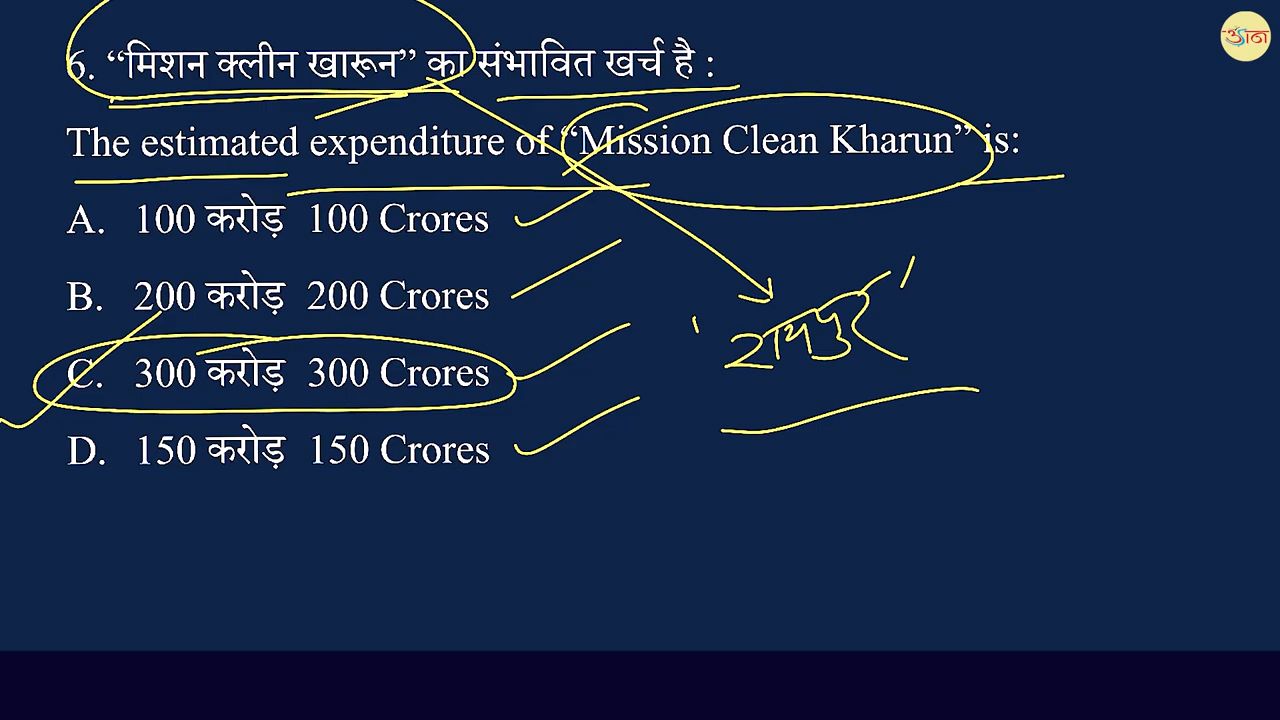 6. “मिशन क्लीन खारून” का संभावित खर्च है :
The estimated expenditure of “Mission Clean Kharun” is:
A. 100 करोड़ 100 Crores
B. 200 करोड़ 200 Crores
C. 300 करोड़ 300 Crores
D. 150 करोड़ 150 Crores
'रायपुर'